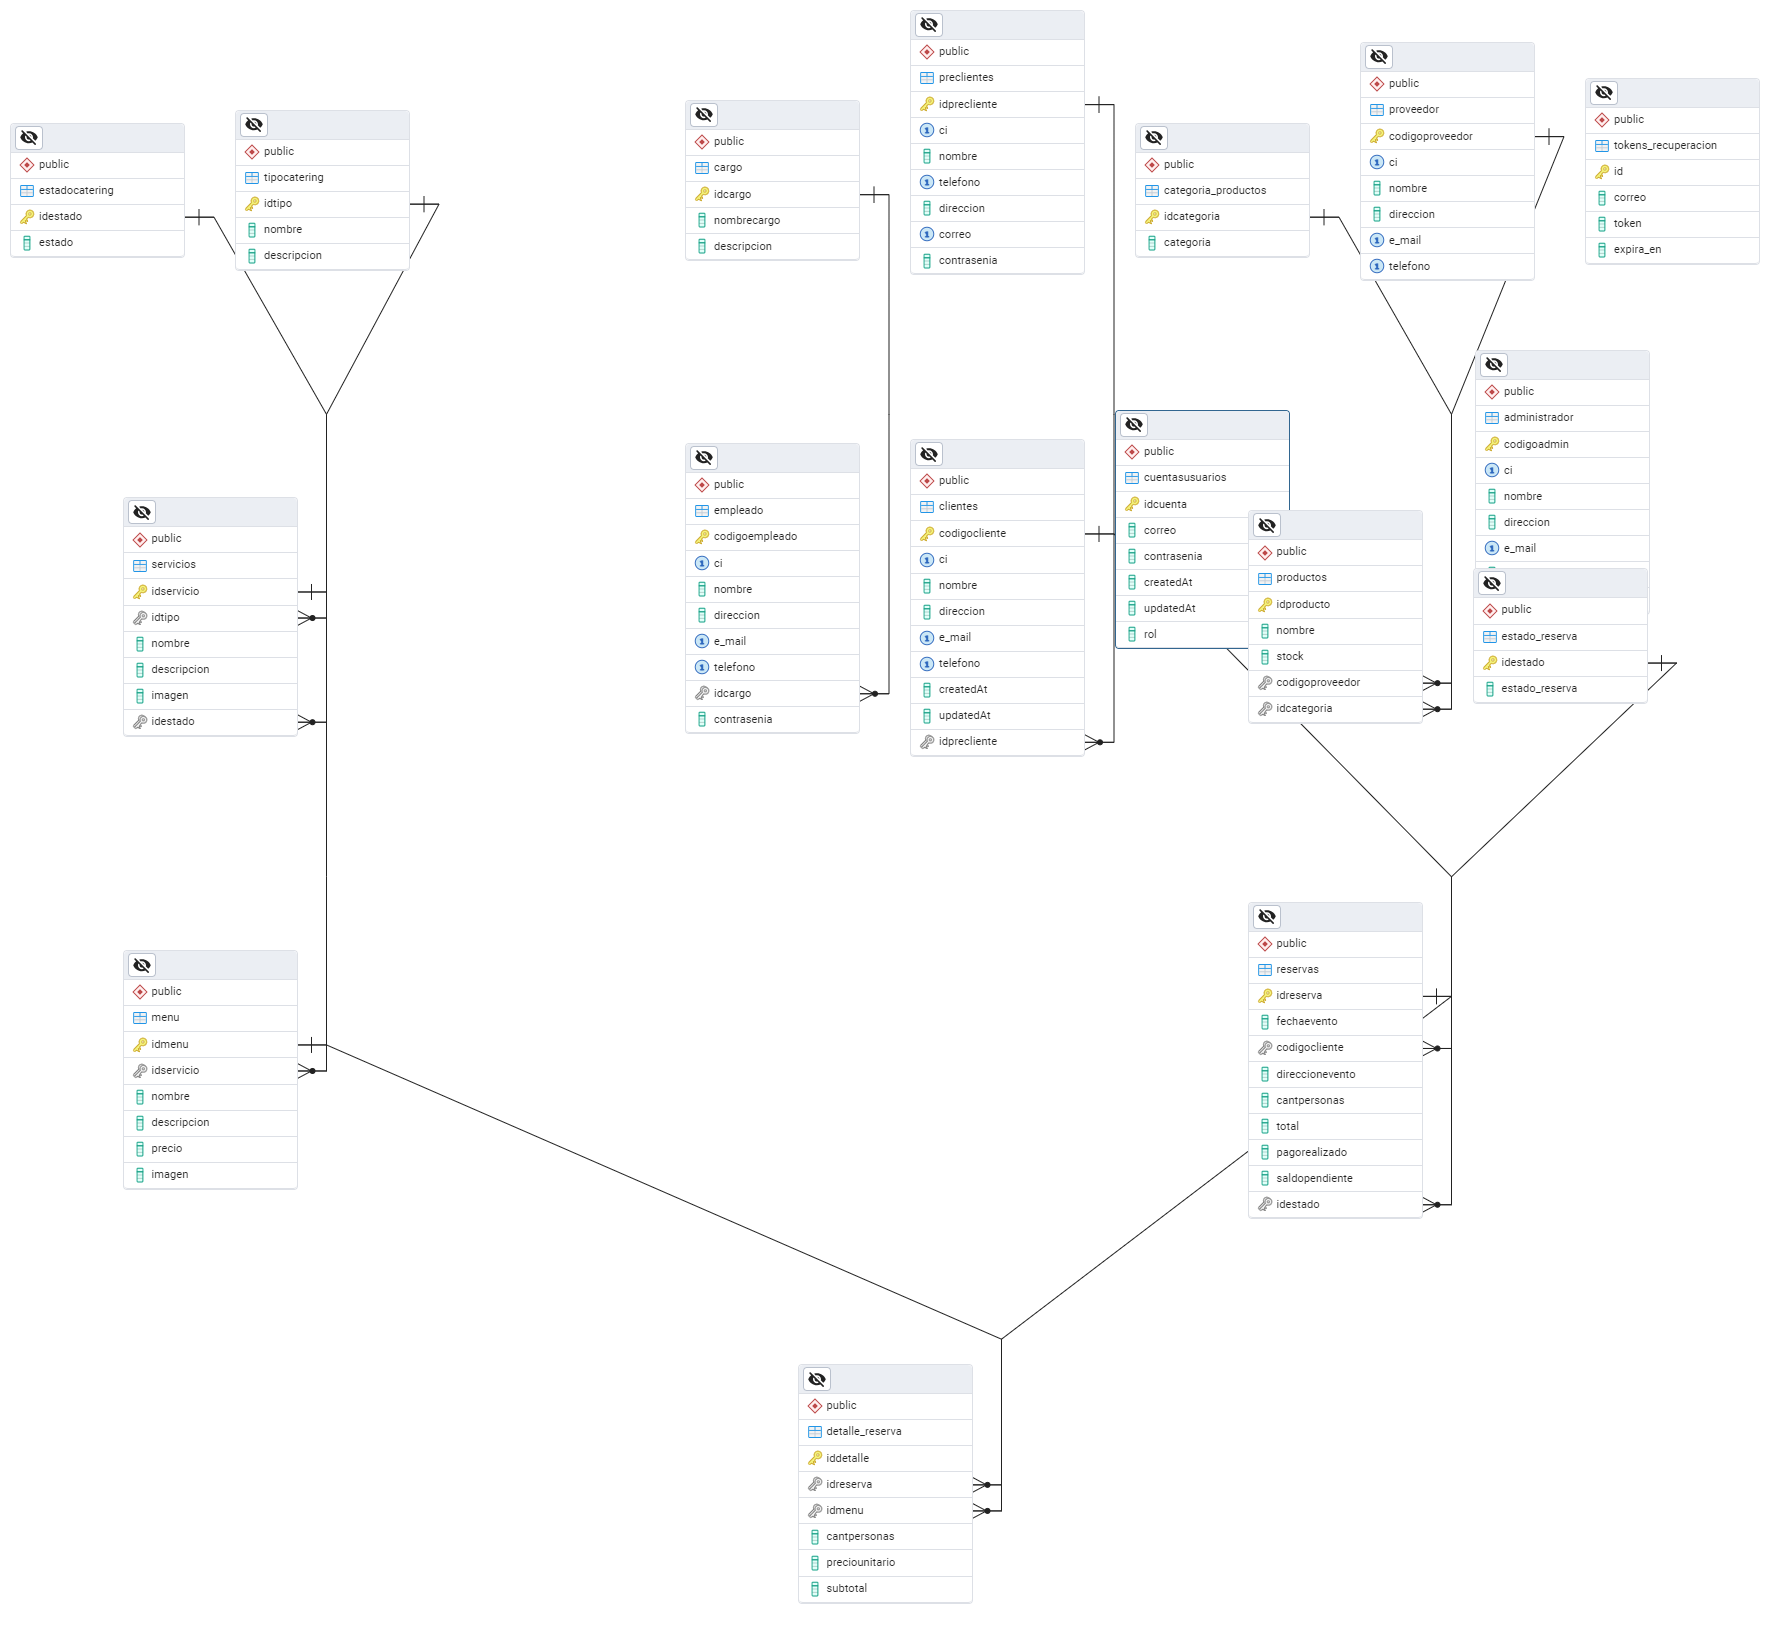 public
estadocatering
idestado
estado
public
tipocatering
idtipo
nombre
descripcion
public
cargo
idcargo
nombrecargo
descripcion
public
preclientes
idprecliente
ci
nombre
telefono
direccion
correo
contrasenia
public
categoria_productos
idcategoria
categoria
public
proveedor
codigoproveedor
ci
nombre
direccion
e_mail
telefono
public
tokens_recuperacion
id
correo
token
expira_en
public
servicios
idservicio
idtipo
nombre
descripcion
imagen
idestado
public
empleado
codigoempleado
ci
nombre
direccion
e_mail
telefono
idcargo
contrasenia
public
clientes
codigocliente
ci
nombre
direccion
e_mail
telefono
createdAt
updatedAt
idprecliente
public
cuentasusuarios
idcuenta
correo
contrasenia
createdAt
updatedAt
rol
public
productos
idproducto
nombre
stock
codigoproveedor
idcategoria
public
administrador
codigoadmin
ci
nombre
direccion
e_mail
public
estado_reserva
idestado
estado_reserva
public
menu
idmenu
idservicio
nombre
descripcion
precio
imagen
public
reservas
idreserva
fechaevento
codigocliente
direccionevento
cantpersonas
total
pagorealizado
saldopendiente
idestado
public
detalle_reserva
iddetalle
idreserva
idmenu
cantpersonas
preciounitario
subtotal